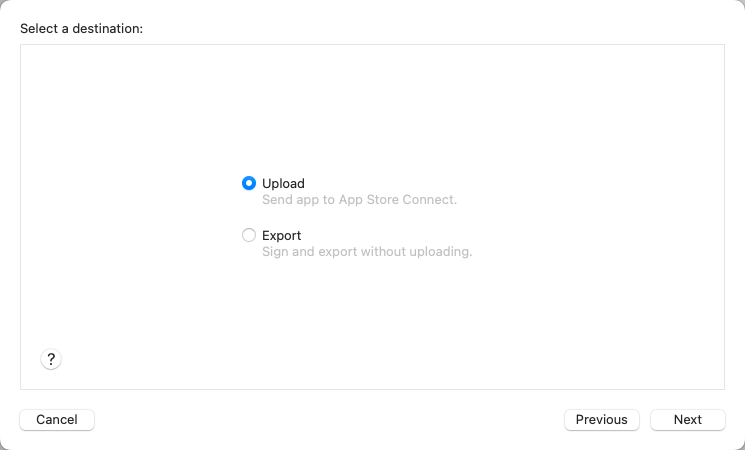 Select a destination:
Upload
Send app to App Store Connect.
Export
Sign and export without uploading.
?
Cancel
Previous
Next